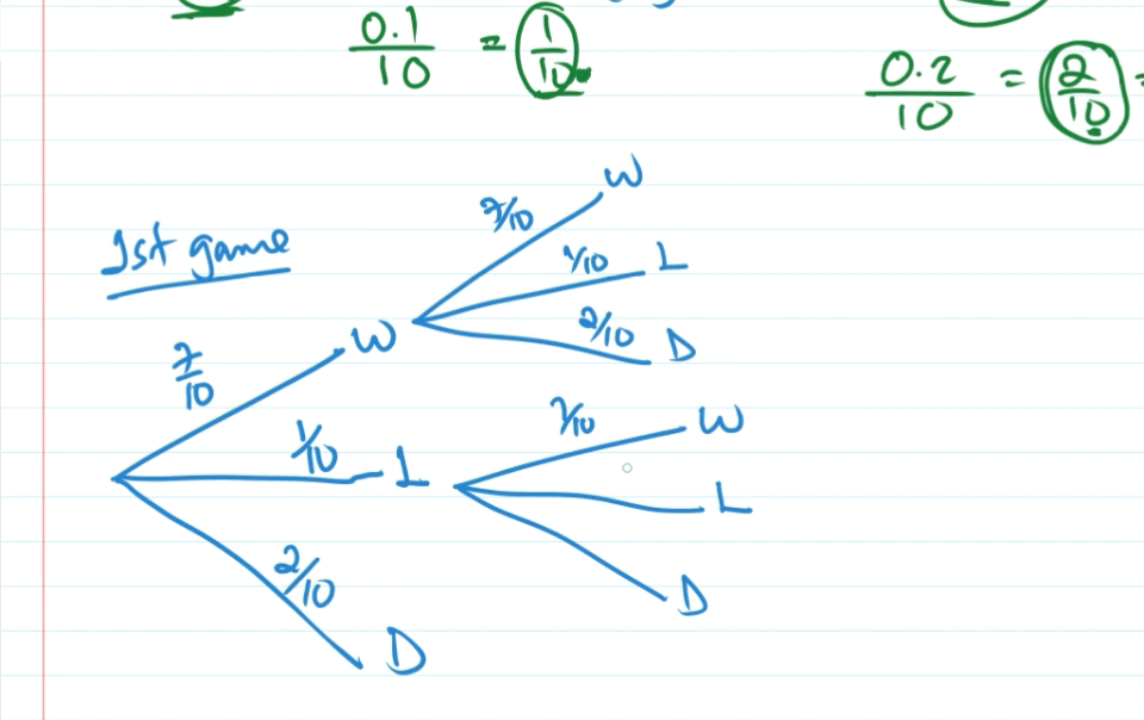 0.1/10 = 1/10
0.2/10 = 2/10 =
1st game
W
7/10
1/10 L
2/10 D
7/10 W
1/10 L
2/10 D
7/10 W
L
D